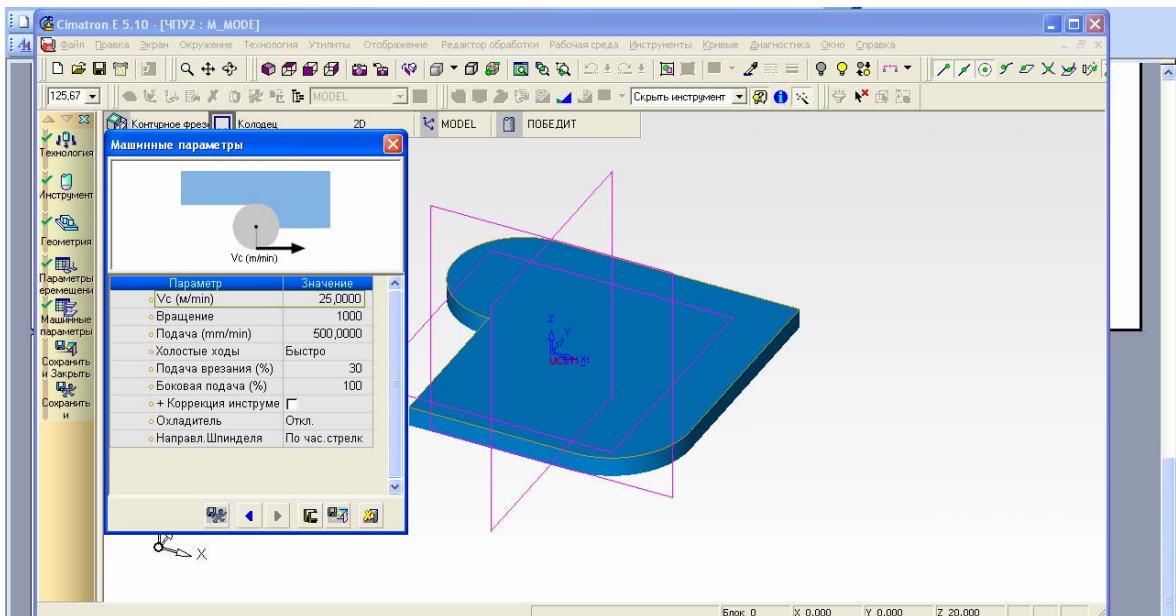 Cimatron E 5.10 - [ЧПУ2 : M_MODE]
Файл Правка Экран Окружение Технология Утилиты Отображение Редактор обработки Рабочая среда Инструменты Кривые Диагностика Окно Справка
125,67 MODEL Скрыть инструмент
Контурное фрез Колодец 2D MODEL ПОБЕДИТ
Технология
Инструмент
Геометрия
Параметры
еремещени
Машинные
параметры
Сохранить
и Закрыть
Сохранить
и
Машинные параметры
Vc (m/min)
Параметр Значение
Vc (м/min) 25,0000
Вращение 1000
Подача (mm/min) 500,0000
Холостые ходы Быстро
Подача врезания (%) 30
Боковая подача (%) 100
+ Коррекция инструме
Охладитель Откл.
Направл.Шпинделя По час.стрелк
Z
Y
X
Блок 0 X 0.000 Y 0.000 Z 20.000